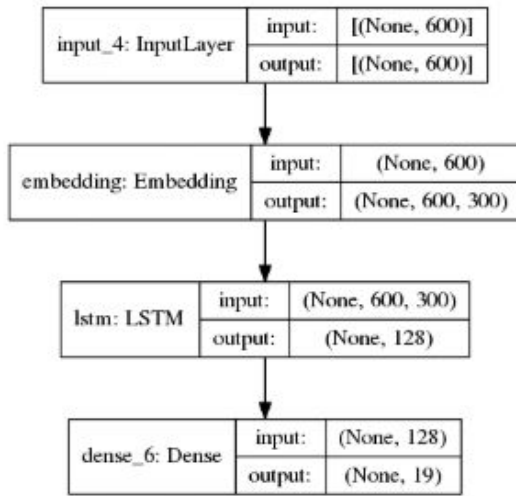 input_4: InputLayer
input: [(None, 600)]
output: [(None, 600)]
embedding: Embedding
input: (None, 600)
output: (None, 600, 300)
lstm: LSTM
input: (None, 600, 300)
output: (None, 128)
dense_6: Dense
input: (None, 128)
output: (None, 19)